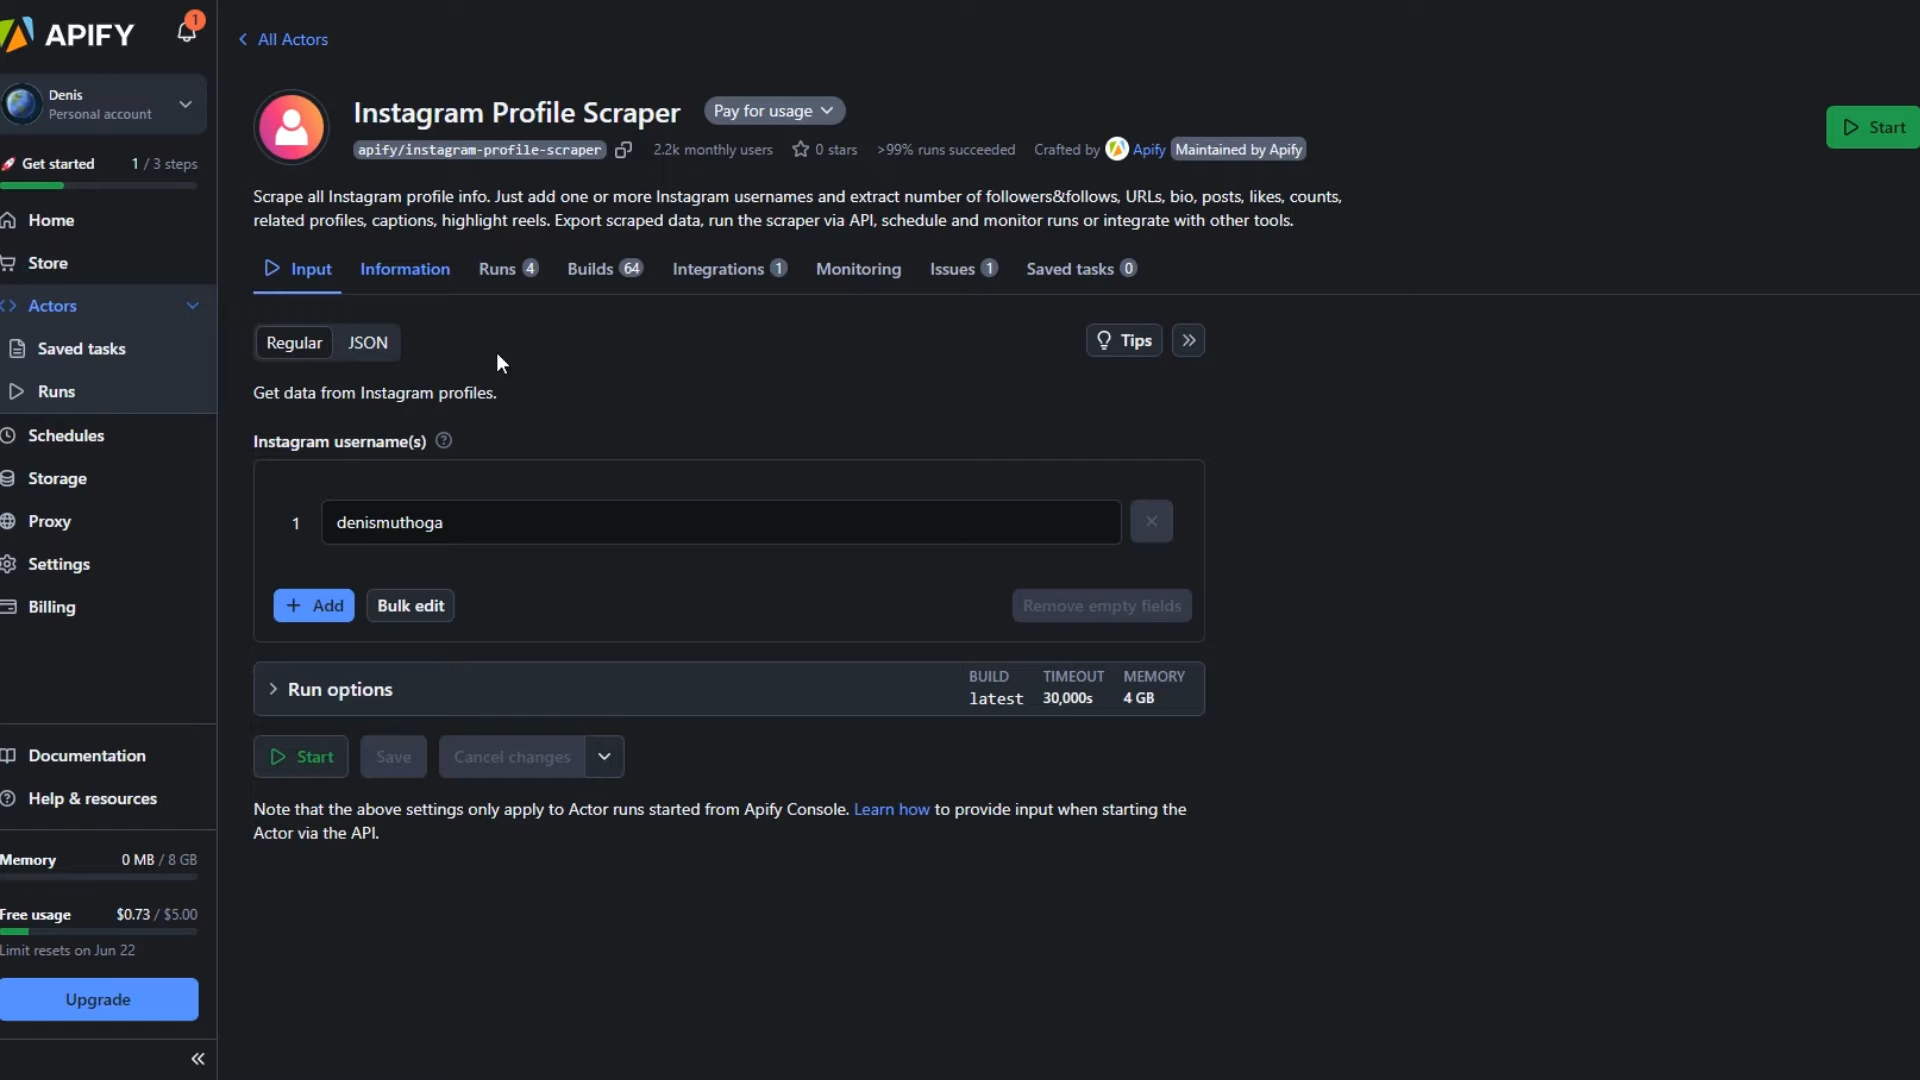 APIFY
1
Denis
Personal account
Get started 1 / 3 steps
Home
Store
Actors
Saved tasks
Runs
Schedules
Storage
Proxy
Settings
Billing
Documentation
Help & resources
Memory 0 MB / 8 GB
Free usage $0.73 / $5.00
Limit resets on Jun 22
Upgrade
All Actors
Instagram Profile Scraper Pay for usage
apify/instagram-profile-scraper 2.2k monthly users 0 stars >99% runs succeeded Crafted by Apify Maintained by Apify
Start
Scrape all Instagram profile info. Just add one or more Instagram usernames and extract number of followers&follows, URLs, bio, posts, likes, counts,
related profiles, captions, highlight reels. Export scraped data, run the scraper via API, schedule and monitor runs or integrate with other tools.
Input Information Runs 4 Builds 64 Integrations 1 Monitoring Issues 1 Saved tasks 0
Regular JSON Tips
Get data from Instagram profiles.
Instagram username(s)
1 denismuthoga
+ Add Bulk edit Remove empty fields
Run options
BUILD TIMEOUT MEMORY
latest 30,000s 4 GB
Start Save Cancel changes
Note that the above settings only apply to Actor runs started from Apify Console. Learn how to provide input when starting the
Actor via the API.